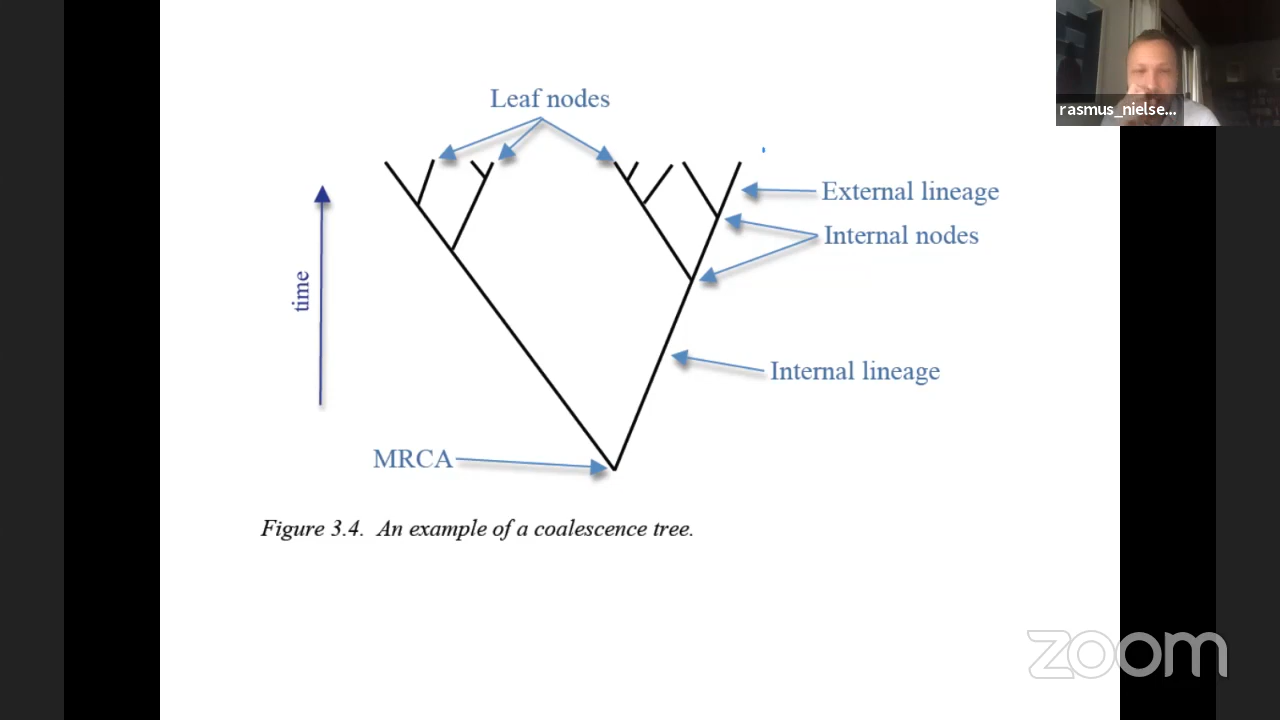 Leaf nodes
rasmus_nielse...
External lineage
Internal nodes
time
Internal lineage
MRCA
Figure 3.4. An example of a coalescence tree.
zoom